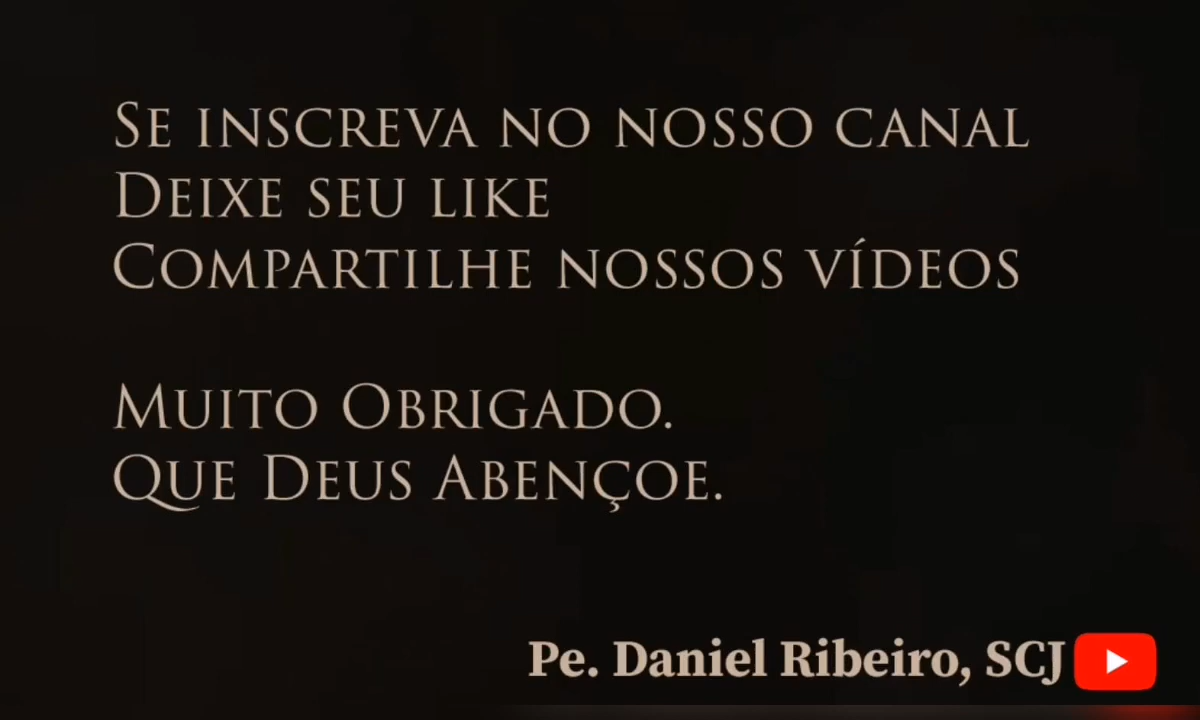 Se inscreva no nosso canal
Deixe seu like
Compartilhe nossos vídeos
Muito Obrigado.
Que Deus Abençoe.
Pe. Daniel Ribeiro, SCJ